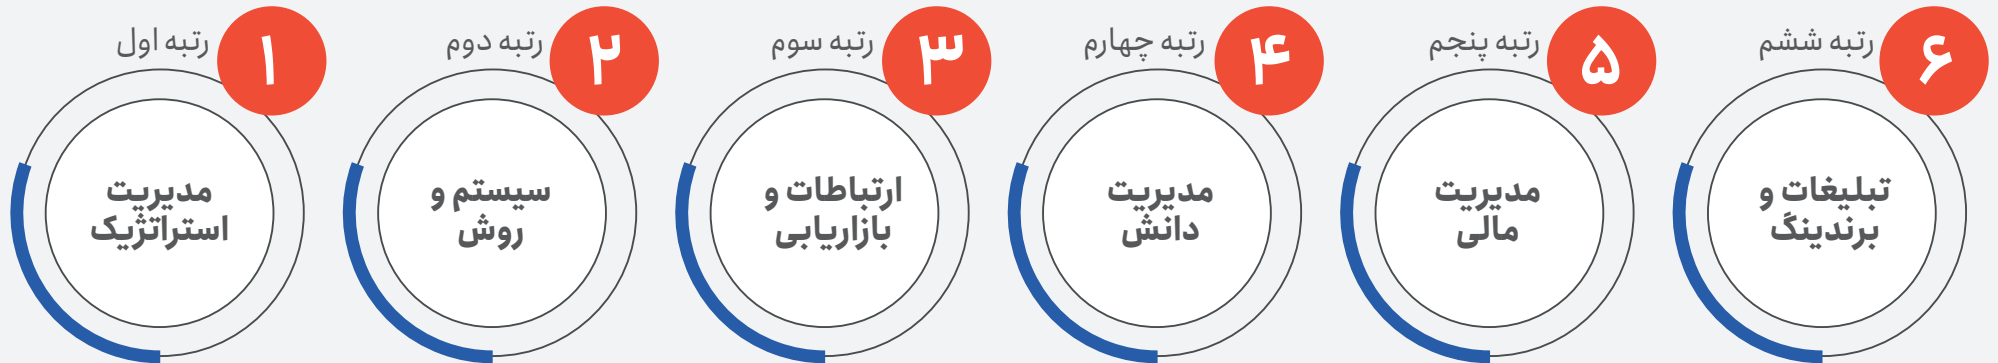 رتبه اول
۱
مدیریت
استراتژیک
رتبه دوم
۲
سیستم و
روش
رتبه سوم
۳
ارتباطات و
بازاریابی
رتبه چهارم
۴
مدیریت
دانش
رتبه پنجم
۵
مدیریت
مالی
رتبه ششم
۶
تبلیغات و
برندینگ